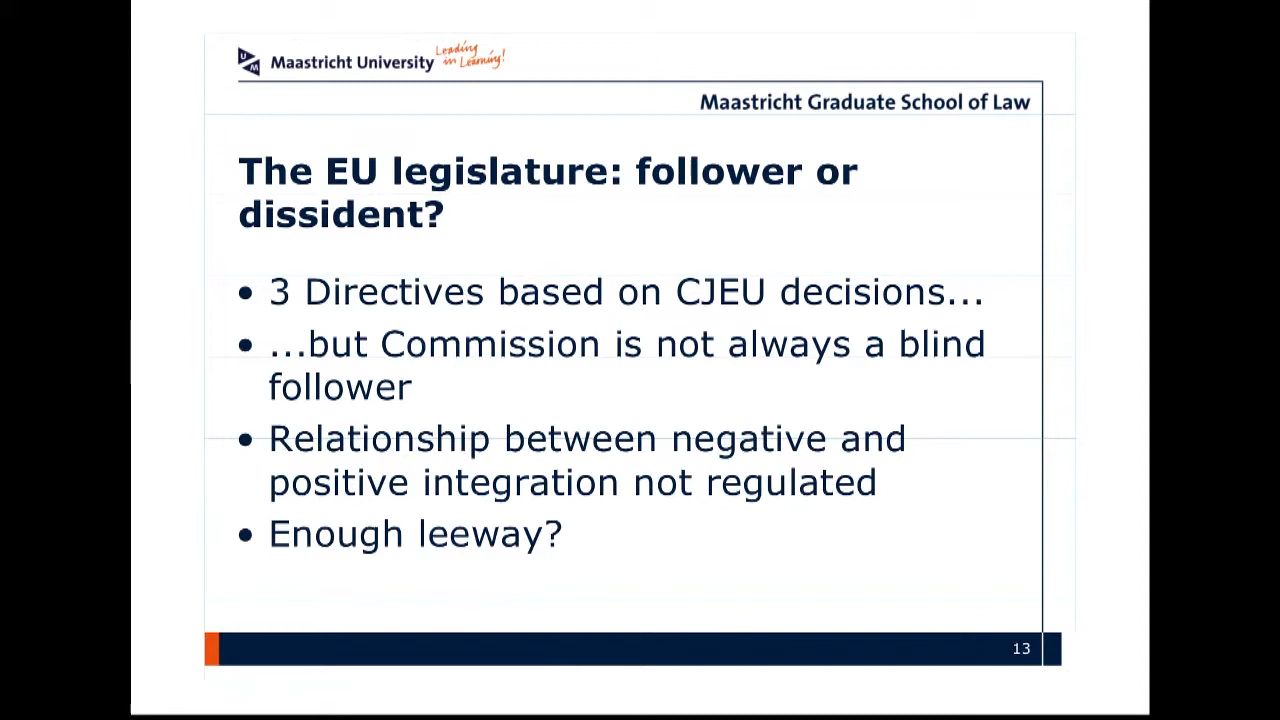 Maastricht University Leading in Learning!
Maastricht Graduate School of Law
The EU legislature: follower or
dissident?
• 3 Directives based on CJEU decisions...
• ...but Commission is not always a blind
follower
• Relationship between negative and
positive integration not regulated
• Enough leeway?
13